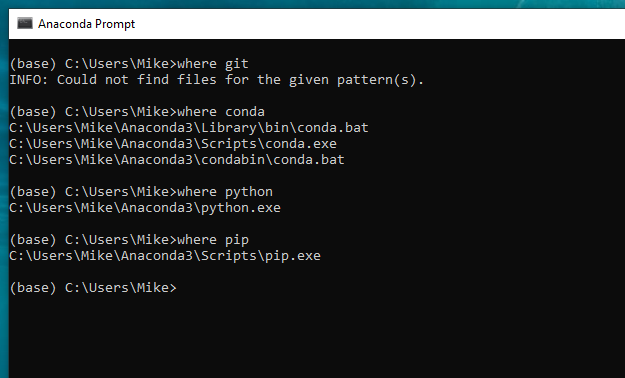 Anaconda Prompt
(base) C:\Users\Mike>where git
INFO: Could not find files for the given pattern(s).
(base) C:\Users\Mike>where conda
C:\Users\Mike\Anaconda3\Library\bin\conda.bat
C:\Users\Mike\Anaconda3\Scripts\conda.exe
C:\Users\Mike\Anaconda3\condabin\conda.bat
(base) C:\Users\Mike>where python
C:\Users\Mike\Anaconda3\python.exe
(base) C:\Users\Mike>where pip
C:\Users\Mike\Anaconda3\Scripts\pip.exe
(base) C:\Users\Mike>